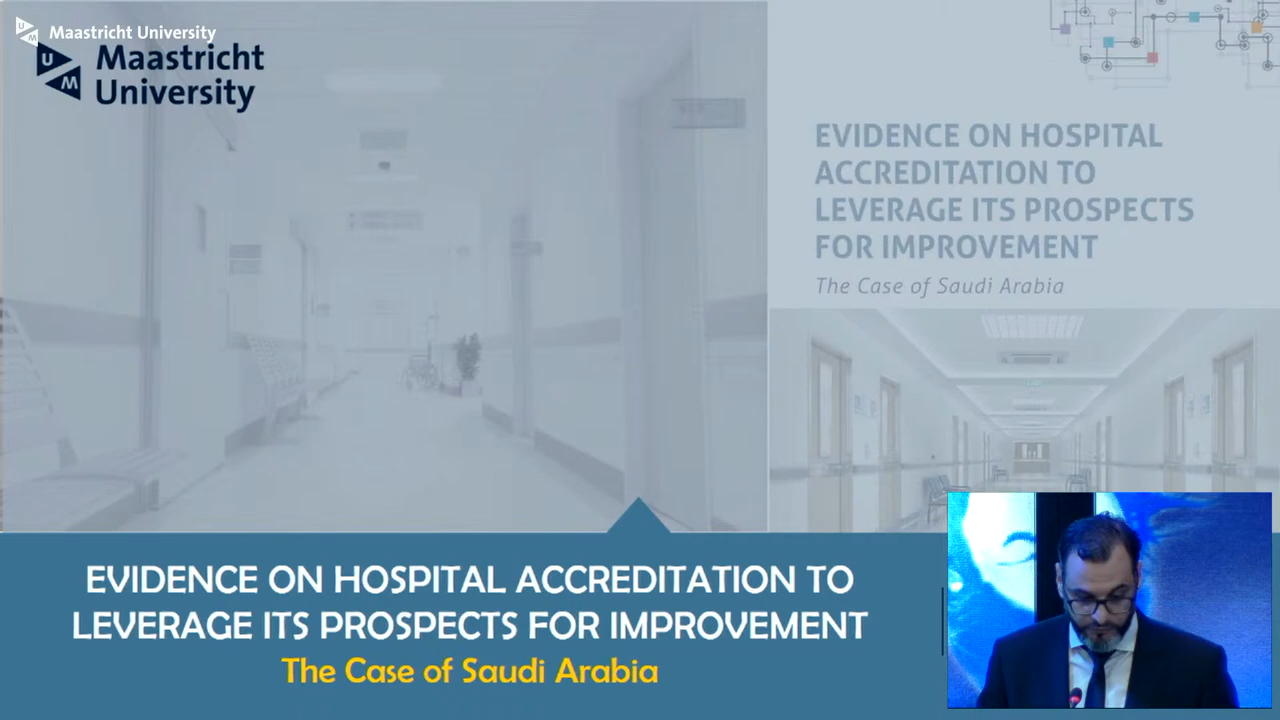 Maastricht University
Maastricht
University
EVIDENCE ON HOSPITAL
ACCREDITATION TO
LEVERAGE ITS PROSPECTS
FOR IMPROVEMENT
The Case of Saudi Arabia
EVIDENCE ON HOSPITAL ACCREDITATION TO
LEVERAGE ITS PROSPECTS FOR IMPROVEMENT
The Case of Saudi Arabia